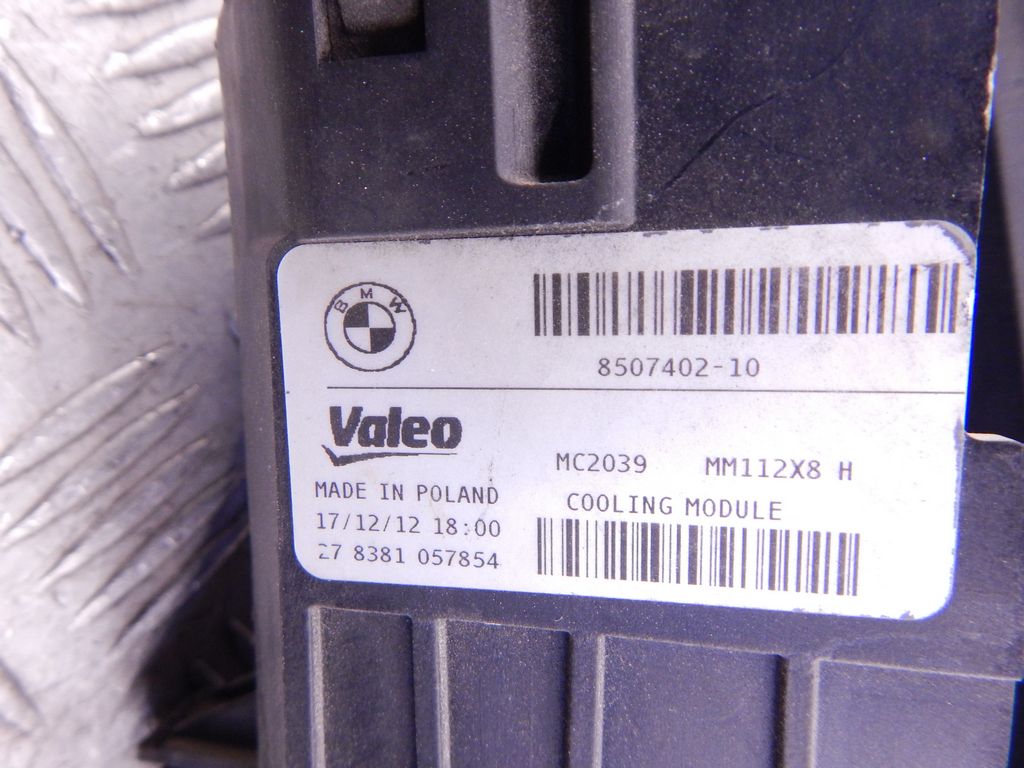 BMW
8507402-10
Valeo
MC2039 MM112X8 H
MADE IN POLAND
COOLING MODULE
17/12/12 18:00
27 8381 057854